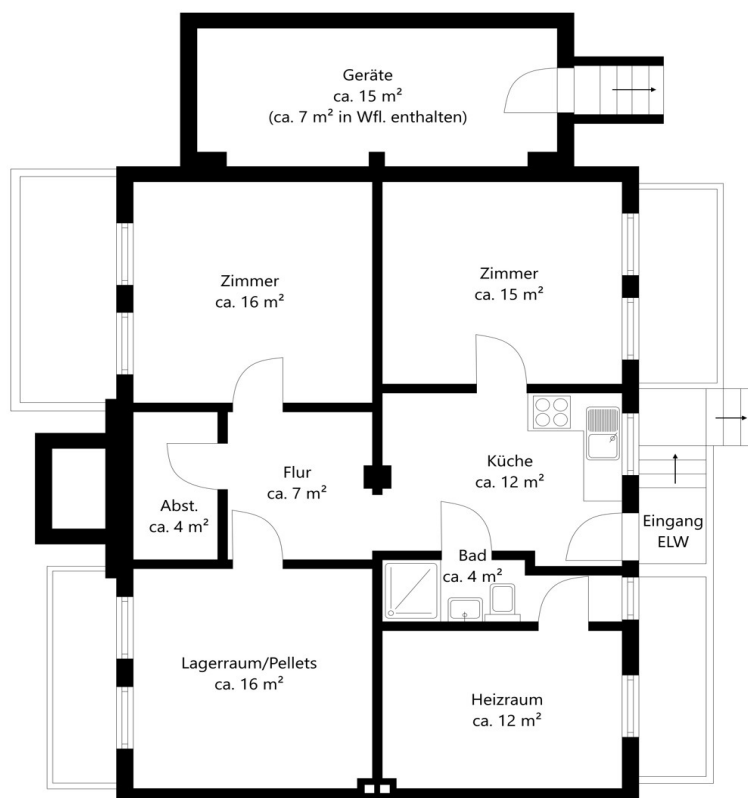 Geräte
ca. 15 m²
(ca. 7 m² in Wfl. enthalten)
Zimmer
ca. 16 m²
Zimmer
ca. 15 m²
Abst.
ca. 4 m²
Flur
ca. 7 m²
Küche
ca. 12 m²
Eingang
ELW
Bad
ca. 4 m²
Lagerraum/Pellets
ca. 16 m²
Heizraum
ca. 12 m²